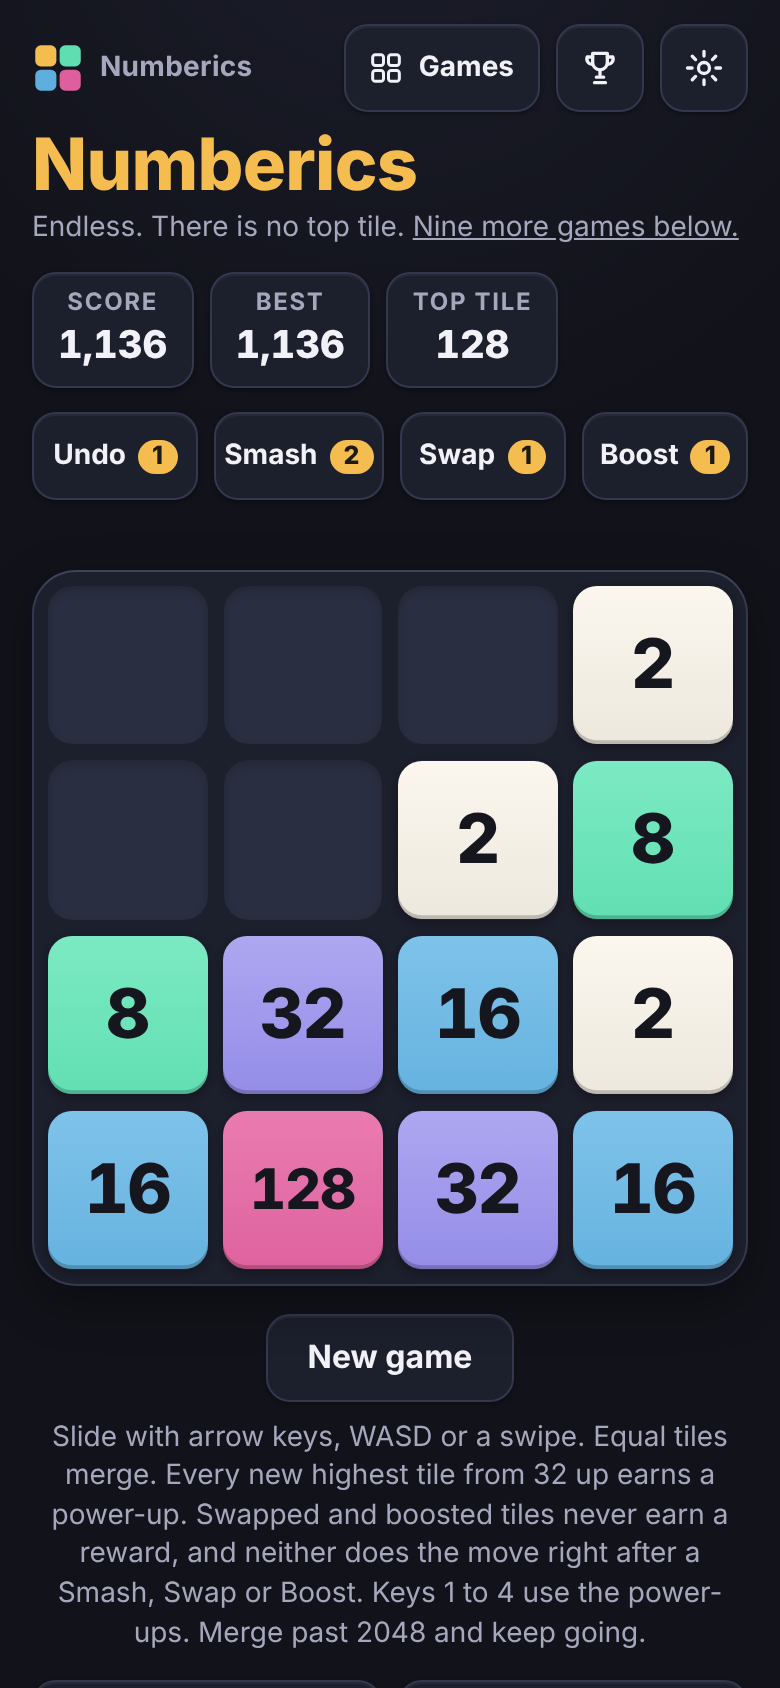 Numberics
Games
Numberics
Endless. There is no top tile. Nine more games below.
SCORE
1,136
BEST
1,136
TOP TILE
128
Undo 1
Smash 2
Swap 1
Boost 1
2
2 8
8 32 16 2
16 128 32 16
New game
Slide with arrow keys, WASD or a swipe. Equal tiles
merge. Every new highest tile from 32 up earns a
power-up. Swapped and boosted tiles never earn a
reward, and neither does the move right after a
Smash, Swap or Boost. Keys 1 to 4 use the power-
ups. Merge past 2048 and keep going.